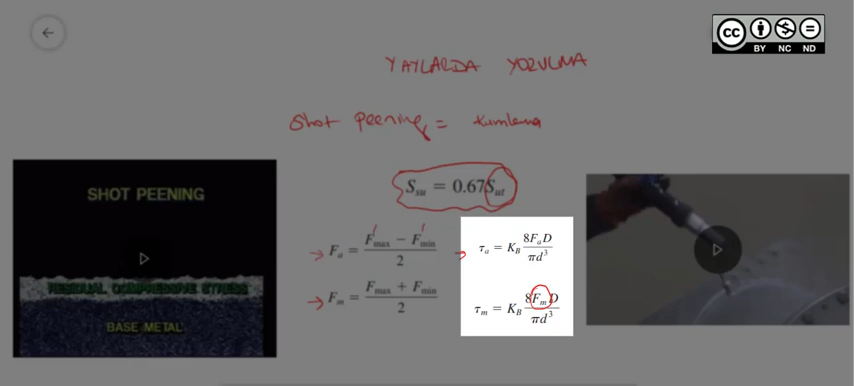 CC BY NC ND
YAYLARDA YORULMA
Shot Peening = kumlama
SHOT PEENING
RESIDUAL COMPRESSIVE STRESS
BASE METAL
S_su = 0.67S_ut
F_a = (F_max − F_min) / 2
F_m = (F_max + F_min) / 2
τ_a = K_B 8F_aD / πd³
τ_m = K_B 8F_mD / πd³